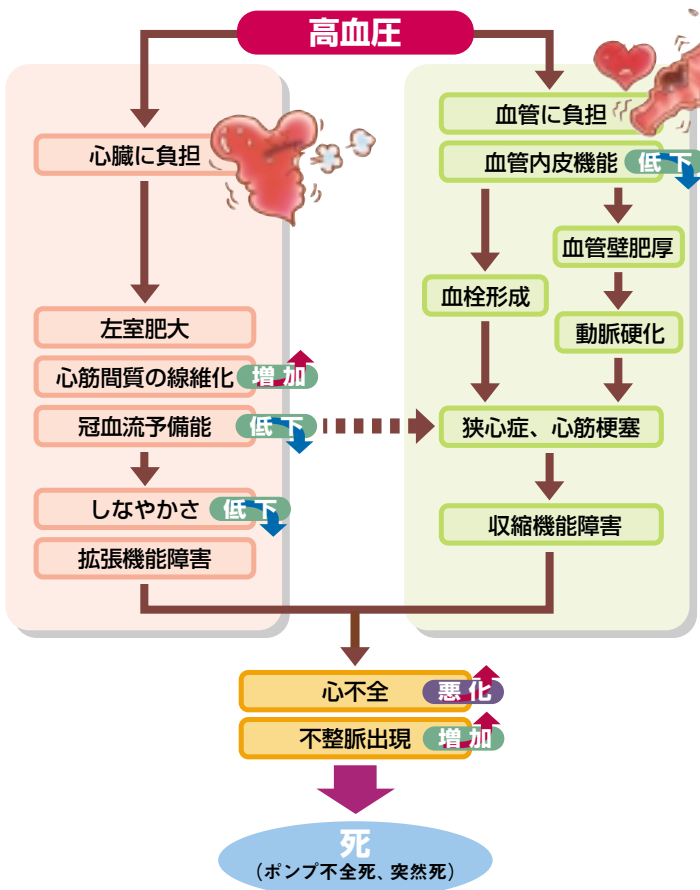 高血圧
心臓に負担
左室肥大
心筋間質の線維化 増加
冠血流予備能 低下
しなやかさ 低下
拡張機能障害
血管に負担
血管内皮機能 低下
血管壁肥厚
血栓形成
動脈硬化
狭心症、心筋梗塞
収縮機能障害
心不全 悪化
不整脈出現 増加
死
(ポンプ不全死、突然死)